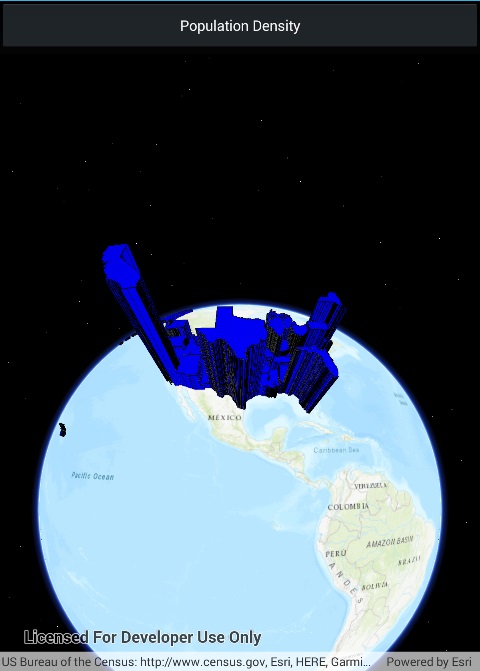 Population Density
MÉXICO
Caribbean Sea
Pacific Ocean
VENEZUELA
COLOMBIA
AMAZON BASIN
BRAZIL
PERÚ
ANDES
BOLIVIA
Licensed For Developer Use Only
US Bureau of the Census: http://www.census.gov, Esri, HERE, Garmi... Powered by Esri